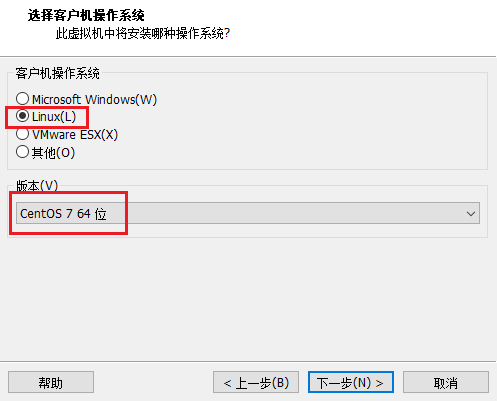 选择客户机操作系统
此虚拟机中将安装哪种操作系统?
客户机操作系统
Microsoft Windows(W)
Linux(L)
VMware ESX(X)
其他(O)
版本(V)
CentOS 7 64 位
帮助
< 上一步(B)
下一步(N) >
取消